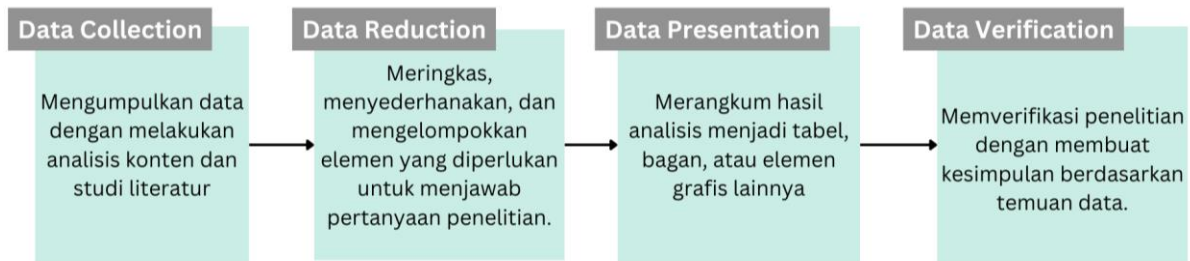 Data Collection
Mengumpulkan data
dengan melakukan
analisis konten dan
studi literatur
Data Reduction
Meringkas,
menyederhanakan, dan
mengelompokkan
elemen yang diperlukan
untuk menjawab
pertanyaan penelitian.
Data Presentation
Merangkum hasil
analisis menjadi tabel,
bagan, atau elemen
grafis lainnya
Data Verification
Memverifikasi penelitian
dengan membuat
kesimpulan berdasarkan
temuan data.